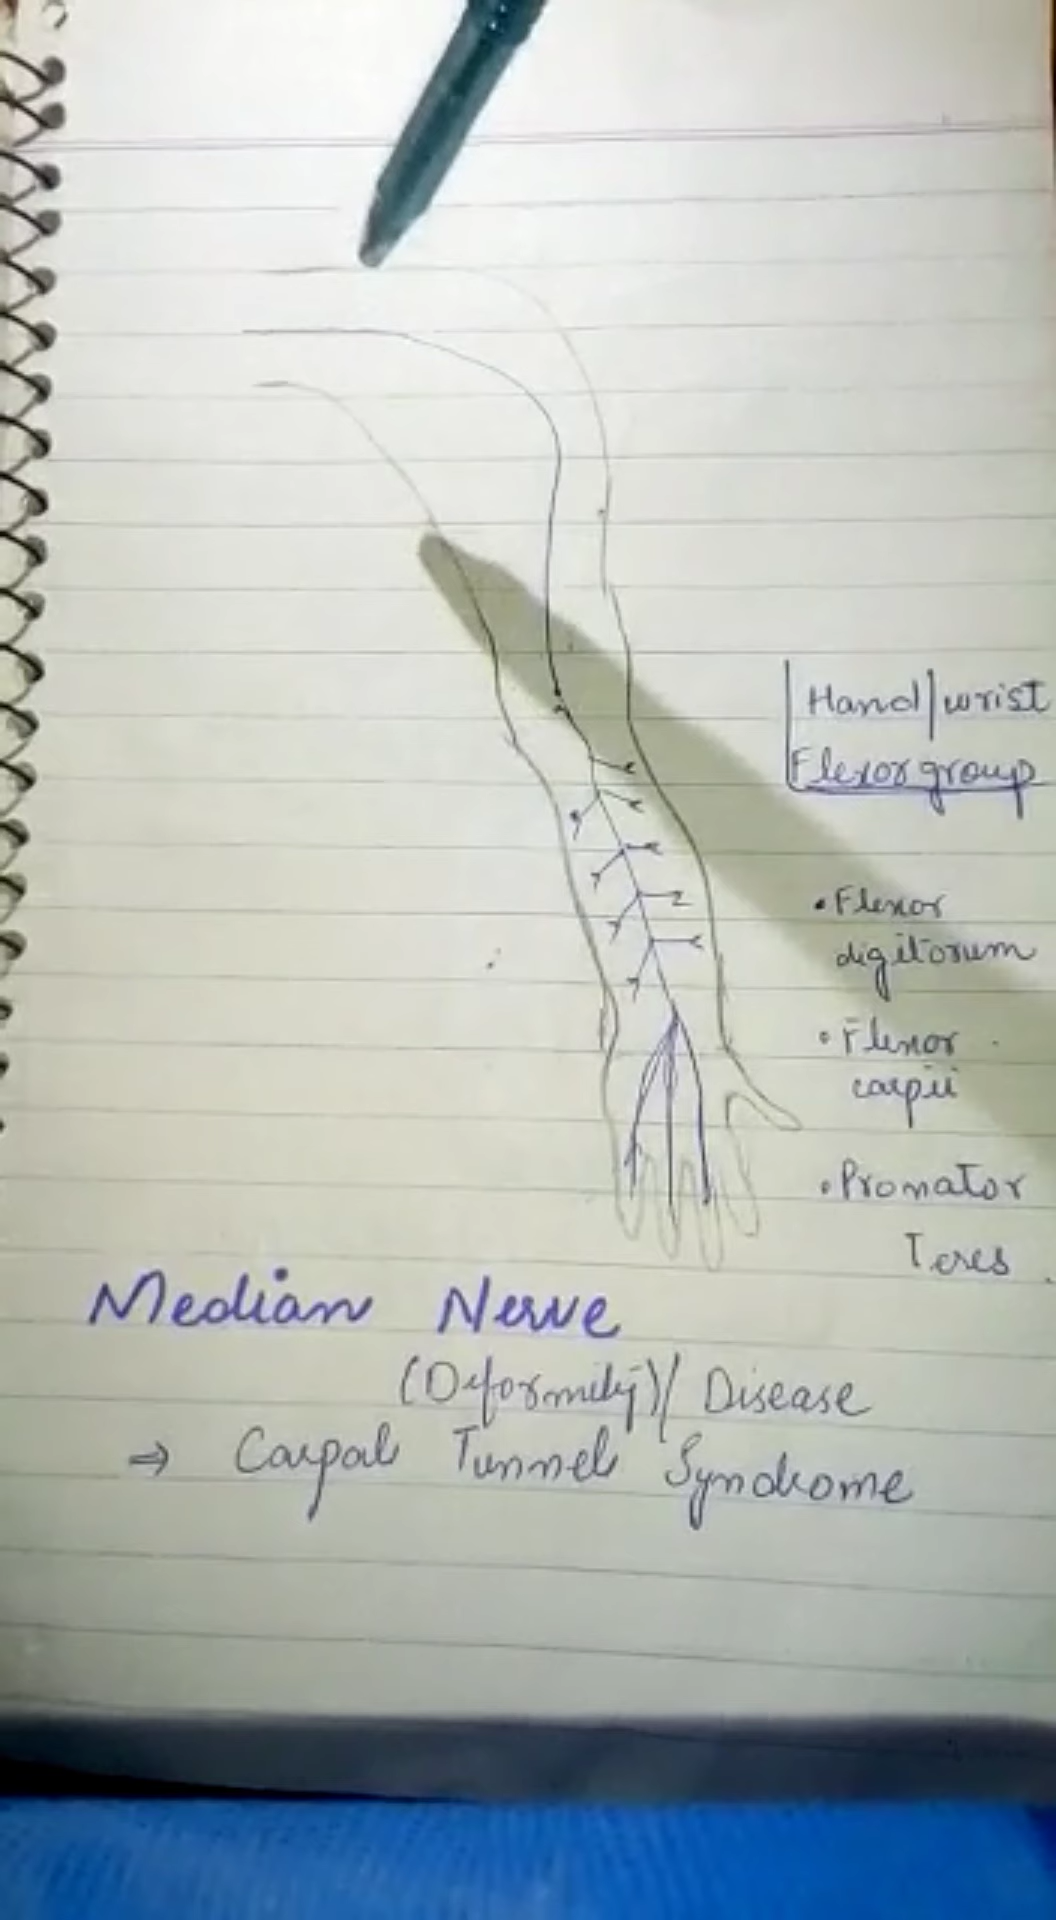 Hand/wrist
Flexor group
• Flexor
digitorum
• Flexor
carpii
• Pronator
Teres
Median Nerve
(Deformity)/ Disease
⇒ Carpal Tunnel Syndrome